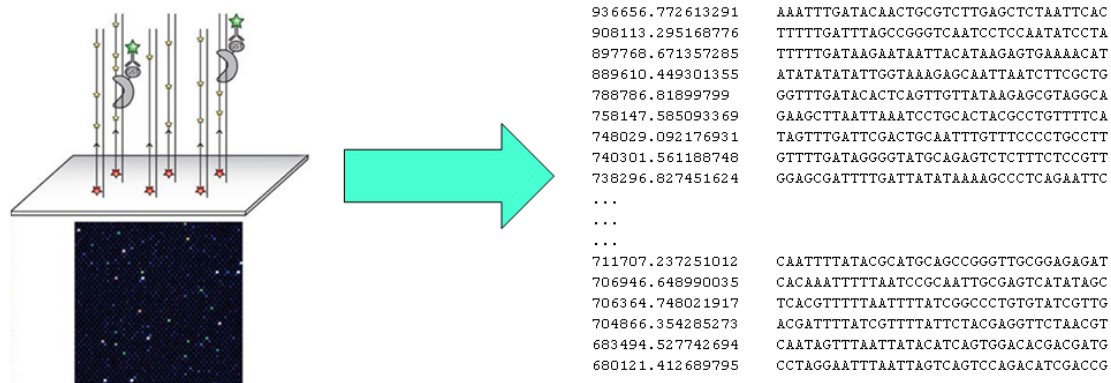 936656.772613291 AAATTTGATACAACTGCGTCTTGAGCTCTAATTCAC
908113.295168776 TTTTTGATTTAGCCGGGTCAATCCTCCAATATCCTA
897768.671357285 TTTTTGATAAGAATAATTACATAAGAGTGAAAACAT
889610.449301355 ATATATATATTGGTAAAGAGCAATTAATCTTCGCTG
788786.81899799 GGTTTGATACACTCAGTTGTTATAAGAGCGTAGGCA
758147.585093369 GAAGCTTAATTAAATCCTGCACTACGCCTGTTTTCA
748029.092176931 TAGTTTGATTCGACTGCAATTTGTTTCCCCTGCCTT
740301.561188748 GTTTTGATAGGGGTATGCAGAGTCTCTTTCTCCGTT
738296.827451624 GGAGCGATTTTGATTATATAAAAGCCCTCAGAATTC
...
...
...
711707.237251012 CAATTTTATACGCATGCAGCCGGGTTGCGGAGAGAT
706946.648990035 CACAAATTTTTAATCCGCAATTGCGAGTCATATAGC
706364.748021917 TCACGTTTTTAATTTTATCGGCCCTGTGTATCGTTG
704866.354285273 ACGATTTTATCGTTTTATTCTACGAGGTTCTAACGT
683494.527742694 CAATAGTTTAATTATACATCAGTGGACACGACGATG
680121.412689795 CCTAGGAATTTAATTAGTCAGTCCAGACATCGACCG